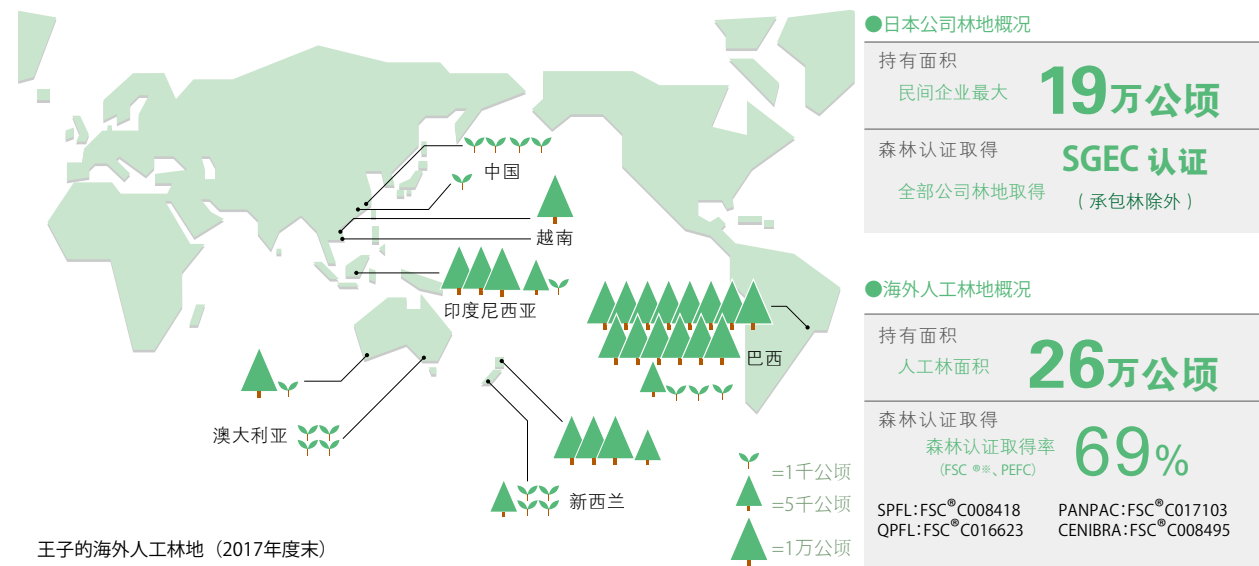 中国
越南
印度尼西亚
巴西
澳大利亚
新西兰
=1千公顷
=5千公顷
=1万公顷
王子的海外人工林地（2017年度末）
●日本公司林地概况
持有面积
民间企业最大
19万公顷
森林认证取得
全部公司林地取得
SGEC 认证
（承包林除外）
●海外人工林地概况
持有面积
人工林面积
26万公顷
森林认证取得
森林认证取得率
（FSC ®※、PEFC）
69%
SPFL：FSC®C008418 PANPAC：FSC®C017103
QPFL：FSC®C016623 CENIBRA：FSC®C008495